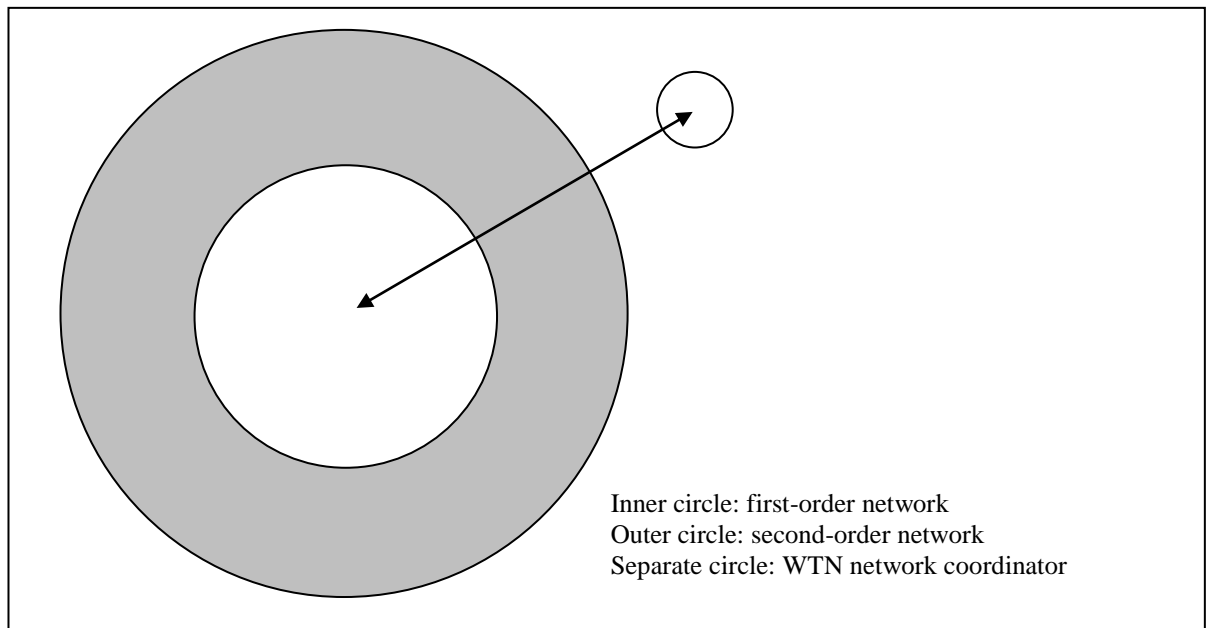 Inner circle: first-order network
Outer circle: second-order network
Separate circle: WTN network coordinator